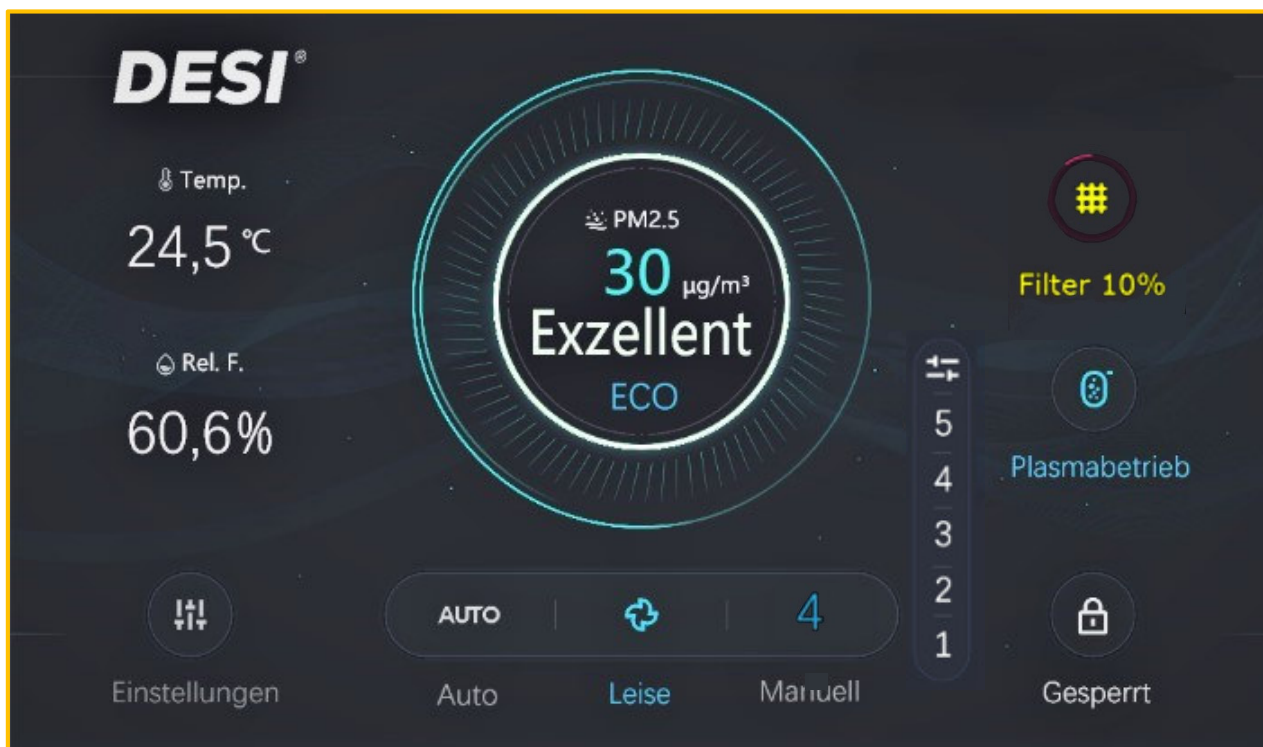 DESI®
Temp.
24,5 ℃
Rel. F.
60,6%
PM2.5
30 µg/m³
Exzellent
ECO
Filter 10%
Plasmabetrieb
5
4
3
2
1
AUTO
4
Einstellungen
Auto
Leise
Manuell
Gesperrt